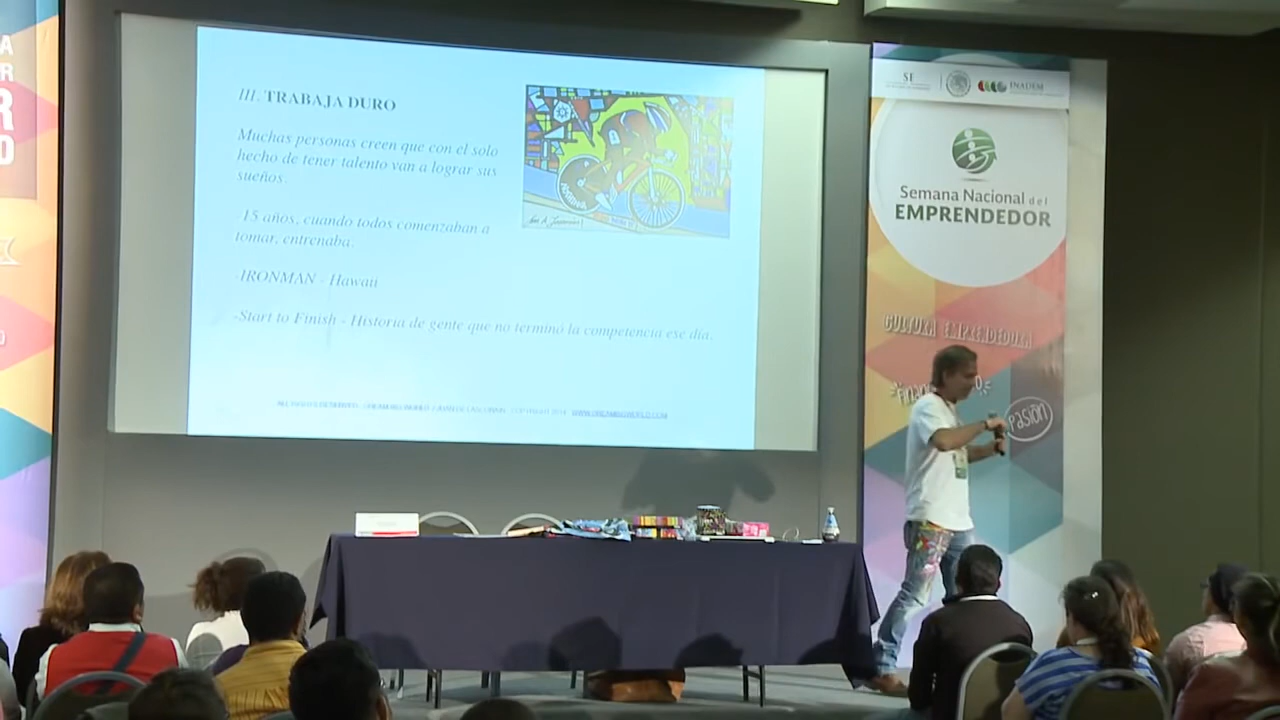 A
R
R
O
III. TRABAJA DURO
Muchas personas creen que con el solo
hecho de tener talento van a lograr sus
sueños.
-15 años, cuando todos comenzaban a
tomar, entrenaba.
-IRONMAN - Hawaii
-Start to Finish - Historia de gente que no terminó la competencia ese día.
SE
INADEM
Semana Nacional del
EMPRENDEDOR
CULTURA EMPRENDEDORA
Pasión